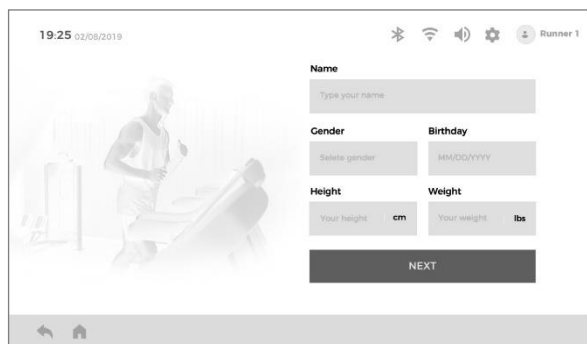 19:25 02/08/2019
Runner 1
Name
Type your name
Gender Birthday
Selete gender MM/DD/YYYY
Height Weight
Your height cm Your weight lbs
NEXT